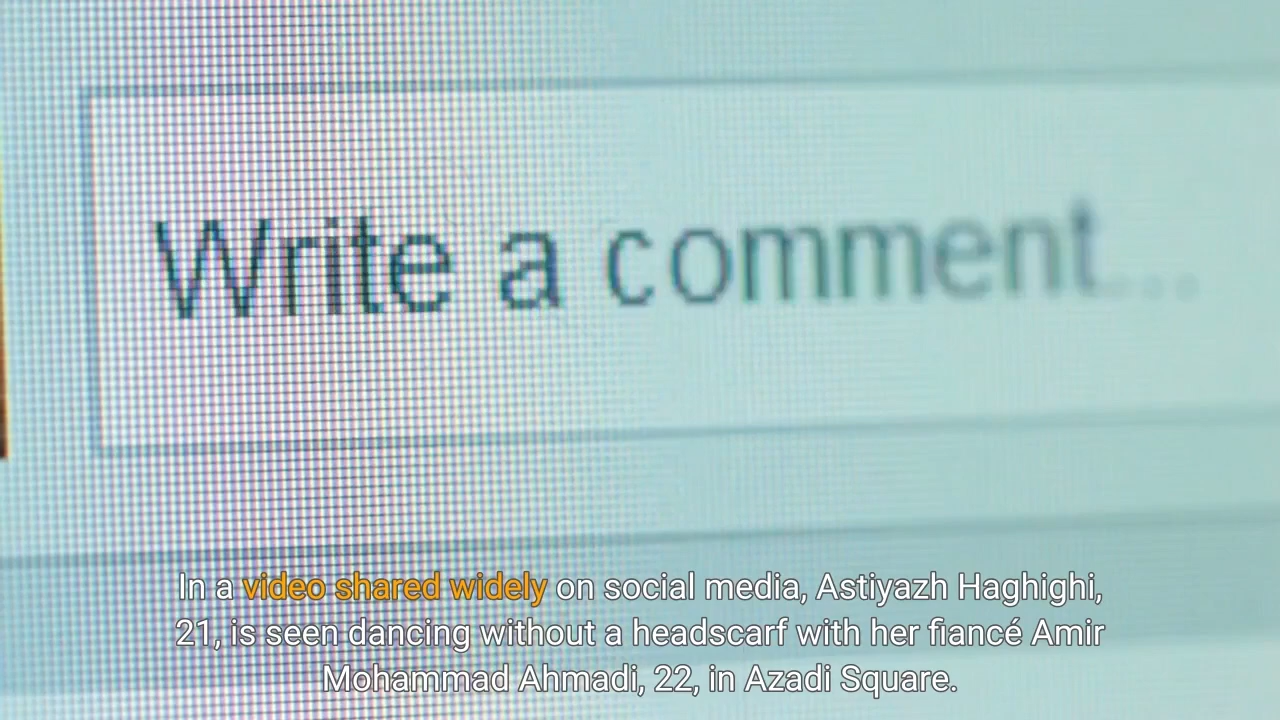 Write a comment...
In a video shared widely on social media, Astiyazh Haghighi,
21, is seen dancing without a headscarf with her fiancé Amir
Mohammad Ahmadi, 22, in Azadi Square.